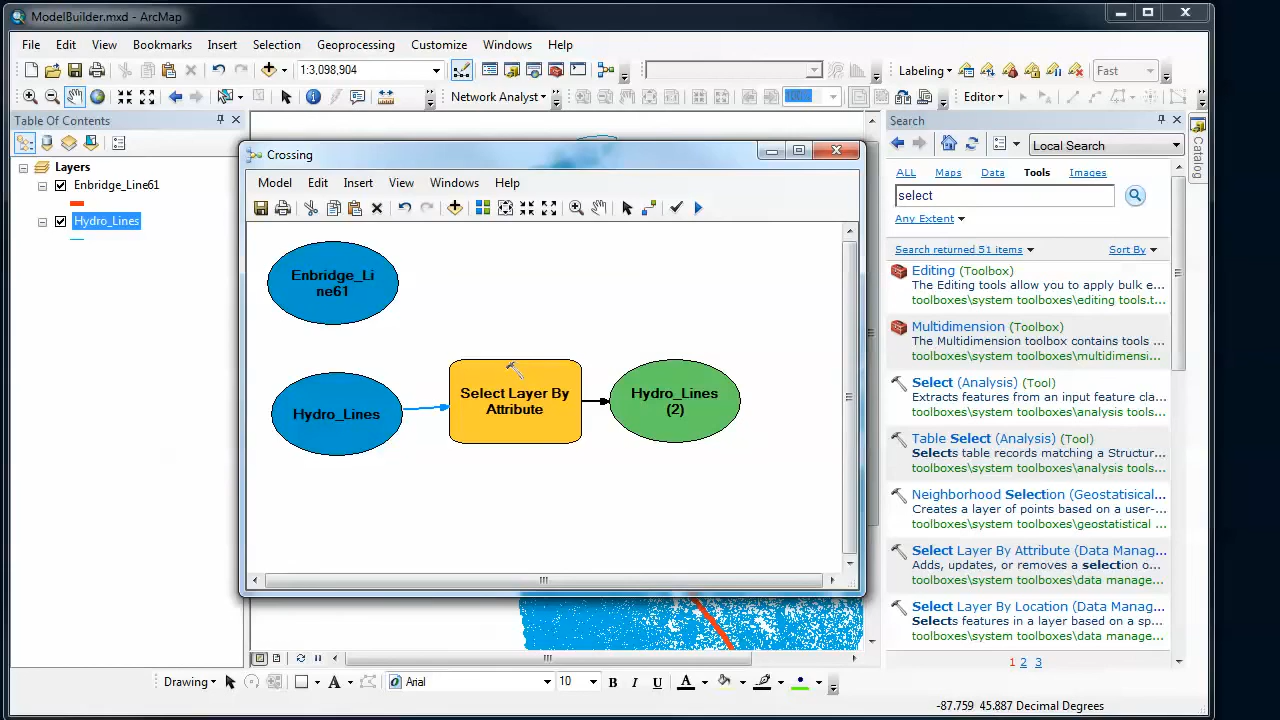 ModelBuilder.mxd - ArcMap
File Edit View Bookmarks Insert Selection Geoprocessing Customize Windows Help
1:3,098,904 Labeling Fast
Network Analyst Editor
Table Of Contents
Layers
Enbridge_Line61
Hydro_Lines
Crossing
Model Edit Insert View Windows Help
Enbridge_Li
ne61
Hydro_Lines
Select Layer By
Attribute
Hydro_Lines
(2)
Search
Local Search
ALL Maps Data Tools Images
select
Any Extent
Search returned 51 items Sort By
Editing (Toolbox)
The Editing tools allow you to apply bulk e...
toolboxes\system toolboxes\editing tools.t...
Multidimension (Toolbox)
The Multidimension toolbox contains tools ...
toolboxes\system toolboxes\multidimensi...
Select (Analysis) (Tool)
Extracts features from an input feature cla...
toolboxes\system toolboxes\analysis tools...
Table Select (Analysis) (Tool)
Selects table records matching a Structur...
toolboxes\system toolboxes\analysis tools...
Neighborhood Selection (Geostatisical...
Creates a layer of points based on a user-...
toolboxes\system toolboxes\geostatistical ...
Select Layer By Attribute (Data Manag...
Adds, updates, or removes a selection o...
toolboxes\system toolboxes\data manage...
Select Layer By Location (Data Manag...
Selects features in a layer based on a sp...
toolboxes\system toolboxes\data manage...
1 2 3
Catalog
Drawing A Arial 10 B I U A
-87.759 45.887 Decimal Degrees